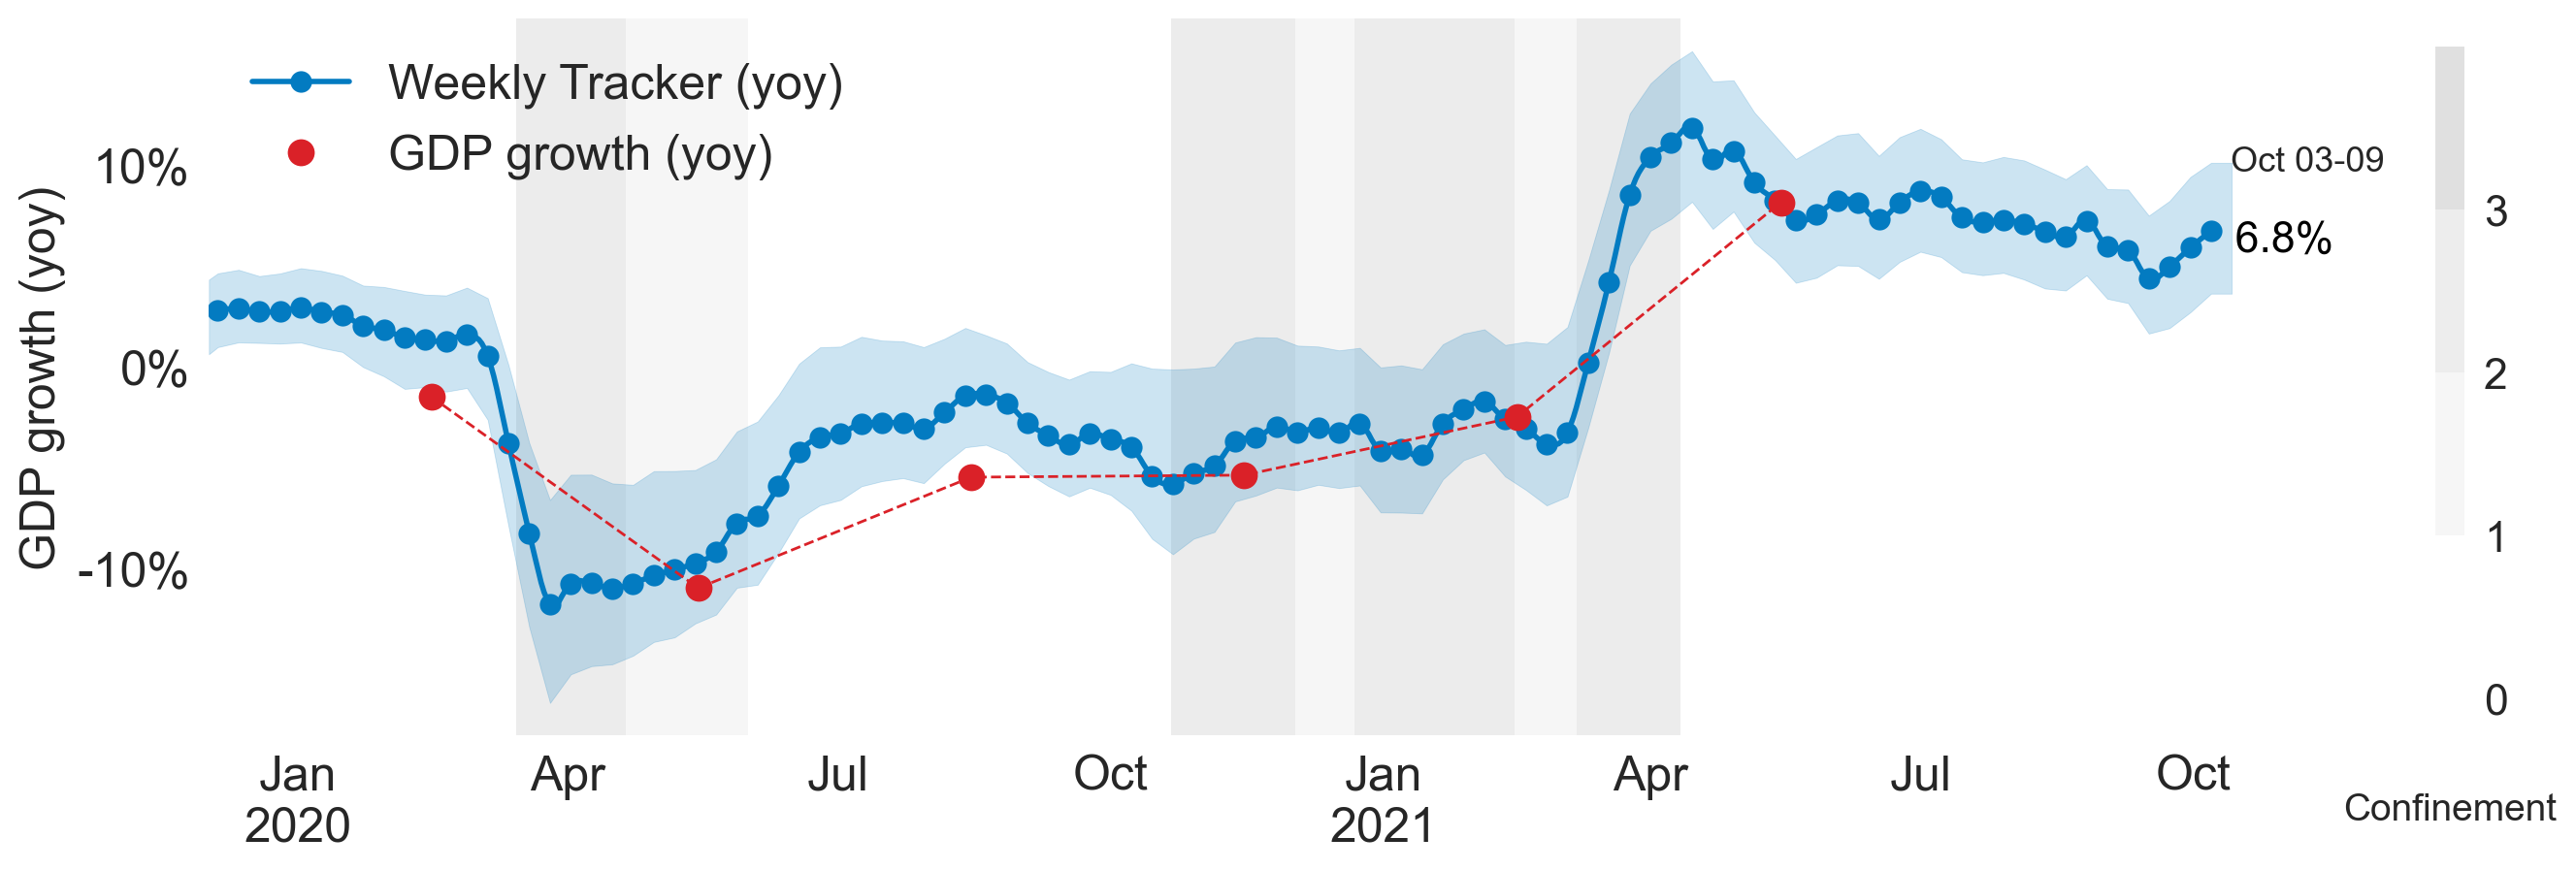 Weekly Tracker (yoy)
GDP growth (yoy)
GDP growth (yoy)
10%
0%
-10%
Oct 03-09
6.8%
3
2
1
0
Jan Apr Jul Oct Jan Apr Jul Oct
2020 2021
Confinement